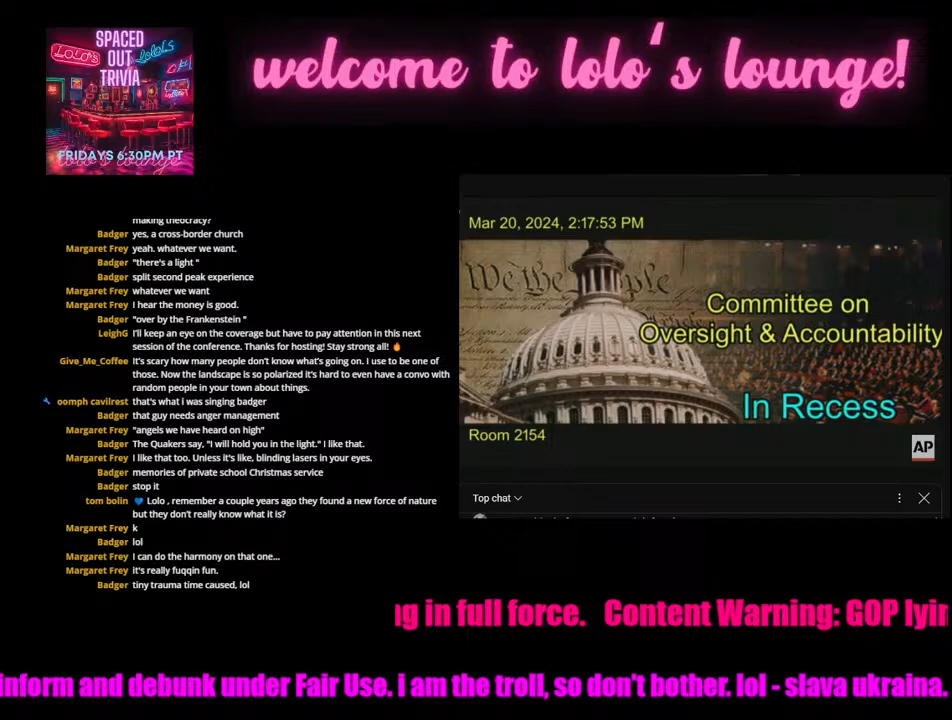 SPACED
OUT
TRIVIA
LOLO'S
FRIDAYS 6:30PM PT
lolo's lounge
welcome to lolo's lounge!
making theocracy?
Badger yes, a cross-border church
Margaret Frey yeah. whatever we want.
Badger "there's a light "
Badger split second peak experience
Margaret Frey whatever we want
Margaret Frey I hear the money is good.
Badger "over by the Frankenstein "
LeighG I'll keep an eye on the coverage but have to pay attention in this next
session of the conference. Thanks for hosting! Stay strong all! 🔥
Give_Me_Coffee It's scary how many people don't know what's going on. I use to be one of
those. Now the landscape is so polarized it's hard to even have a convo with
random people in your town about things.
oomph cavilrest that's what i was singing badger
Badger that guy needs anger management
Margaret Frey "angels we have heard on high"
Badger The Quakers say, "I will hold you in the light." I like that.
Margaret Frey I like that too. Unless it's like, blinding lasers in your eyes.
Badger memories of private school Christmas service
Badger stop it
tom bolin 💙 Lolo , remember a couple years ago they found a new force of nature
but they don't really know what it is?
Margaret Frey k
Badger lol
Margaret Frey I can do the harmony on that one...
Margaret Frey it's really fuqqin fun.
Badger tiny trauma time caused, lol
Mar 20, 2024, 2:17:53 PM
We the People
Committee on
Oversight & Accountability
In Recess
Room 2154
AP
Top chat
ng in full force. Content Warning: GOP lyin
inform and debunk under Fair Use. i am the troll, so don't bother. lol - slava ukraina.